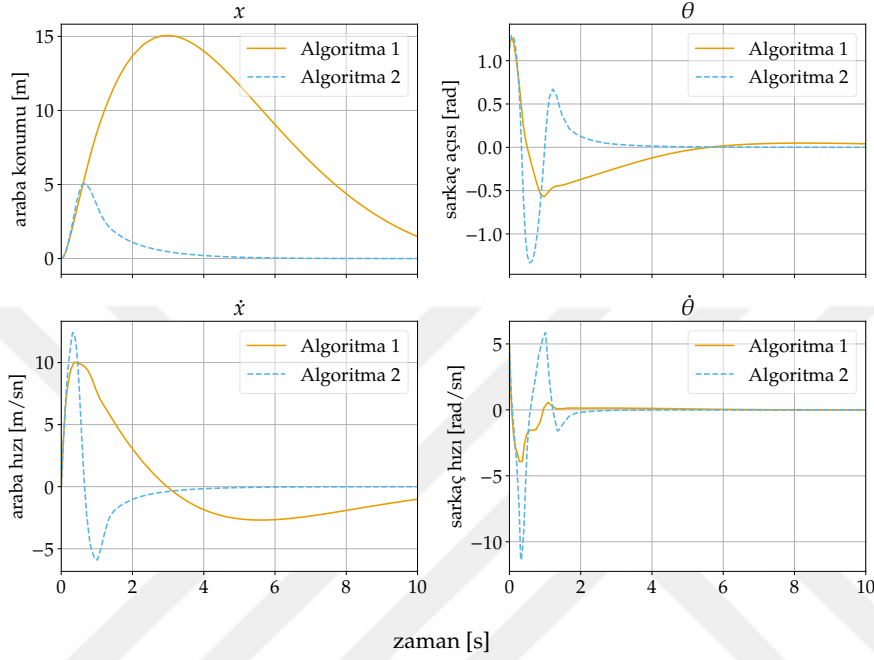 x
15
10
5
0
araba konumu [m]
Algoritma 1
Algoritma 2
θ
1.0
0.5
0.0
−0.5
−1.0
sarkaç açısı [rad]
Algoritma 1
Algoritma 2
ẋ
10
5
0
−5
araba hızı [m/sn]
Algoritma 1
Algoritma 2
0 2 4 6 8 10
θ̇
5
0
−5
−10
sarkaç hızı [rad/sn]
Algoritma 1
Algoritma 2
0 2 4 6 8 10
zaman [s]